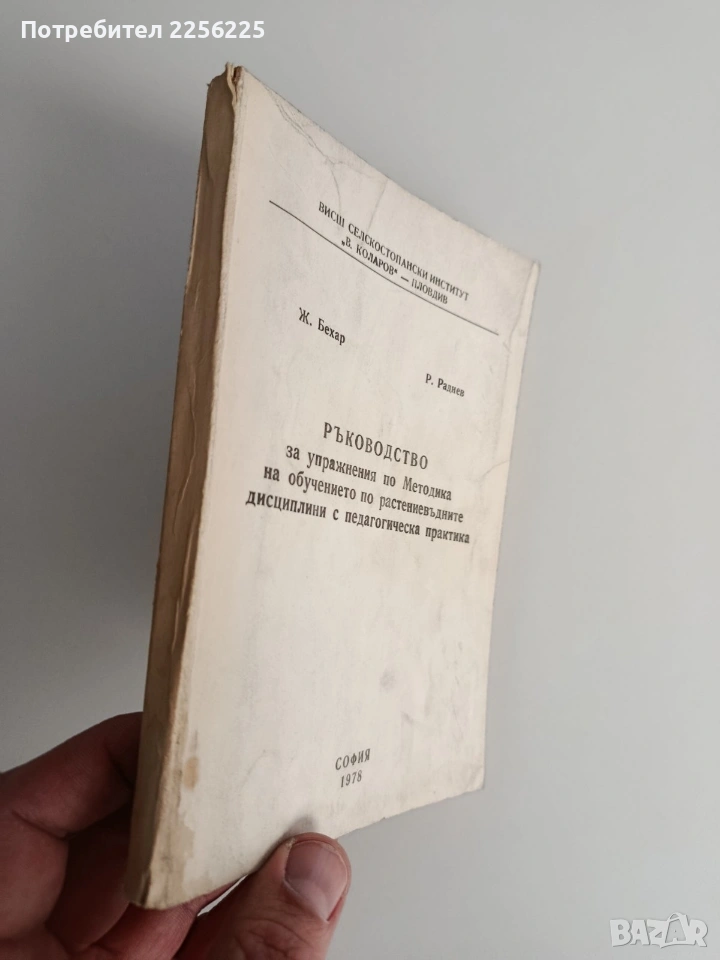 Потребител 2256225
ВИСШ СЕЛСКОСТОПАНСКИ ИНСТИТУТ
„В. КОЛАРОВ" — ПЛОВДИВ
Ж. Бехар
Р. Радиев
РЪКОВОДСТВО
за упражнения по Методика
на обучението по растениевъдните
дисциплини с педагогическа практика
СОФИЯ
1978
BAZAR